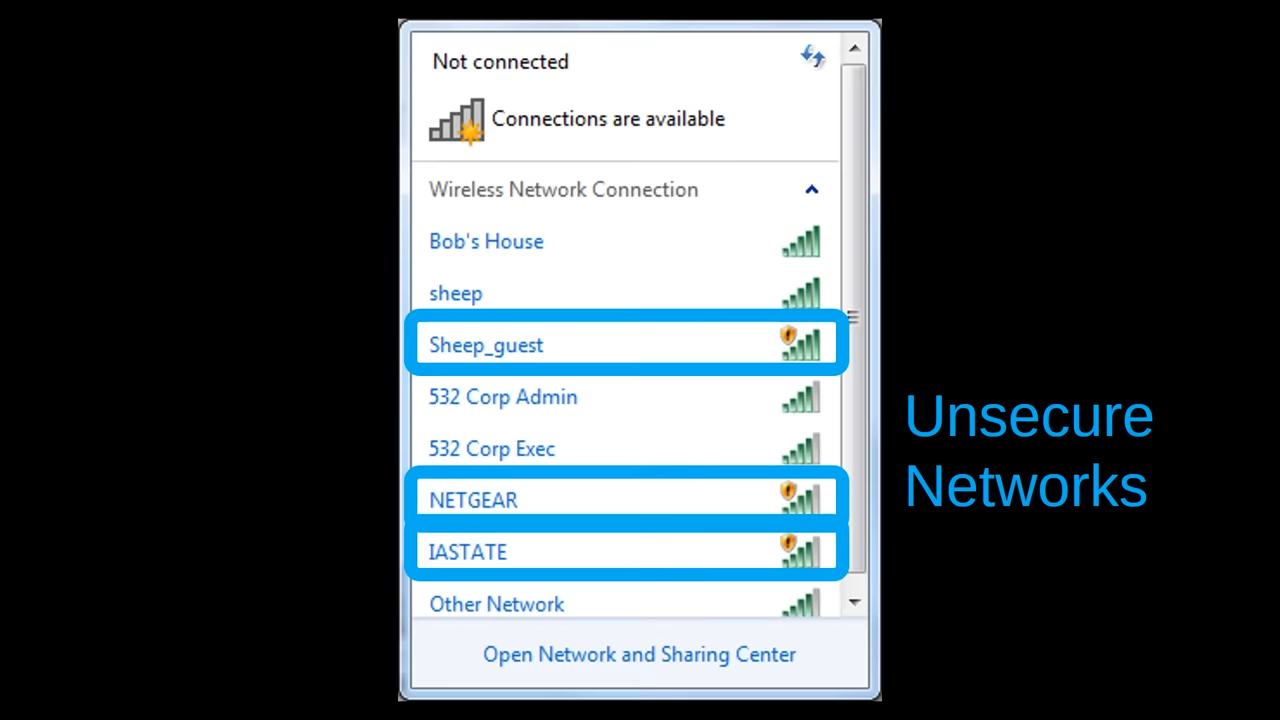 Not connected
Connections are available
Wireless Network Connection
Bob's House
sheep
Sheep_guest
532 Corp Admin
532 Corp Exec
NETGEAR
IASTATE
Other Network
Open Network and Sharing Center
Unsecure
Networks